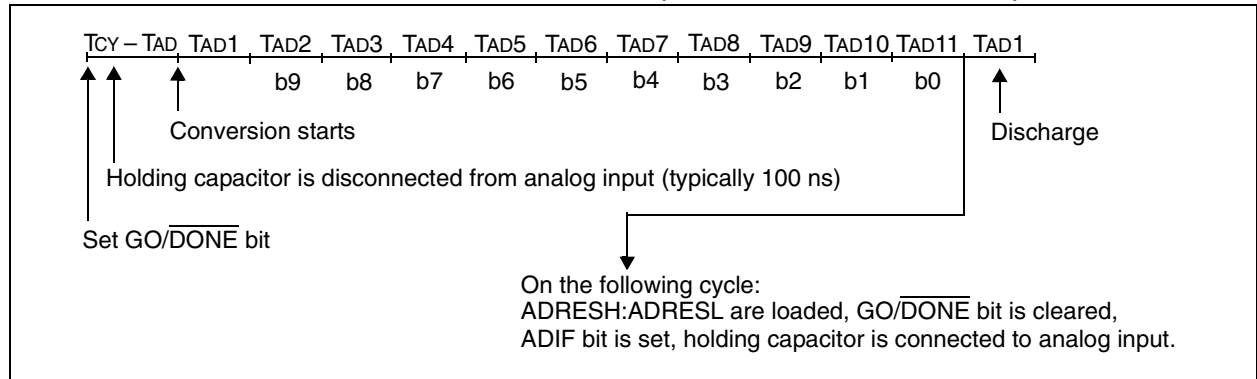 TCY – TAD TAD1 TAD2 TAD3 TAD4 TAD5 TAD6 TAD7 TAD8 TAD9 TAD10 TAD11 TAD1
b9 b8 b7 b6 b5 b4 b3 b2 b1 b0
Conversion starts
Discharge
Holding capacitor is disconnected from analog input (typically 100 ns)
Set GO/DONE bit
On the following cycle:
ADRESH:ADRESL are loaded, GO/DONE bit is cleared,
ADIF bit is set, holding capacitor is connected to analog input.